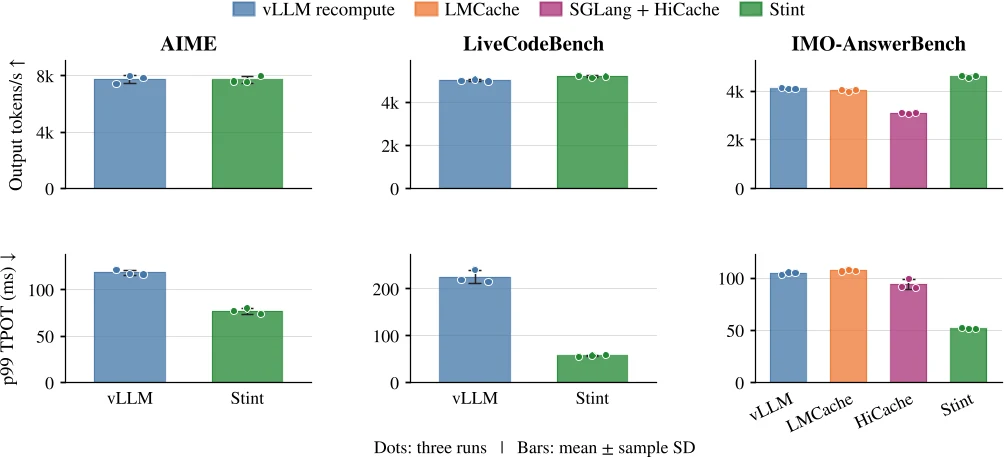 vLLM recompute LMCache SGLang + HiCache Stint
AIME LiveCodeBench IMO-AnswerBench
Output tokens/s ↑
8k
4k
0
4k
2k
0
4k
2k
0
p99 TPOT (ms) ↓
100
50
0
200
100
0
100
50
0
vLLM Stint
vLLM Stint
vLLM LMCache HiCache Stint
Dots: three runs | Bars: mean ± sample SD